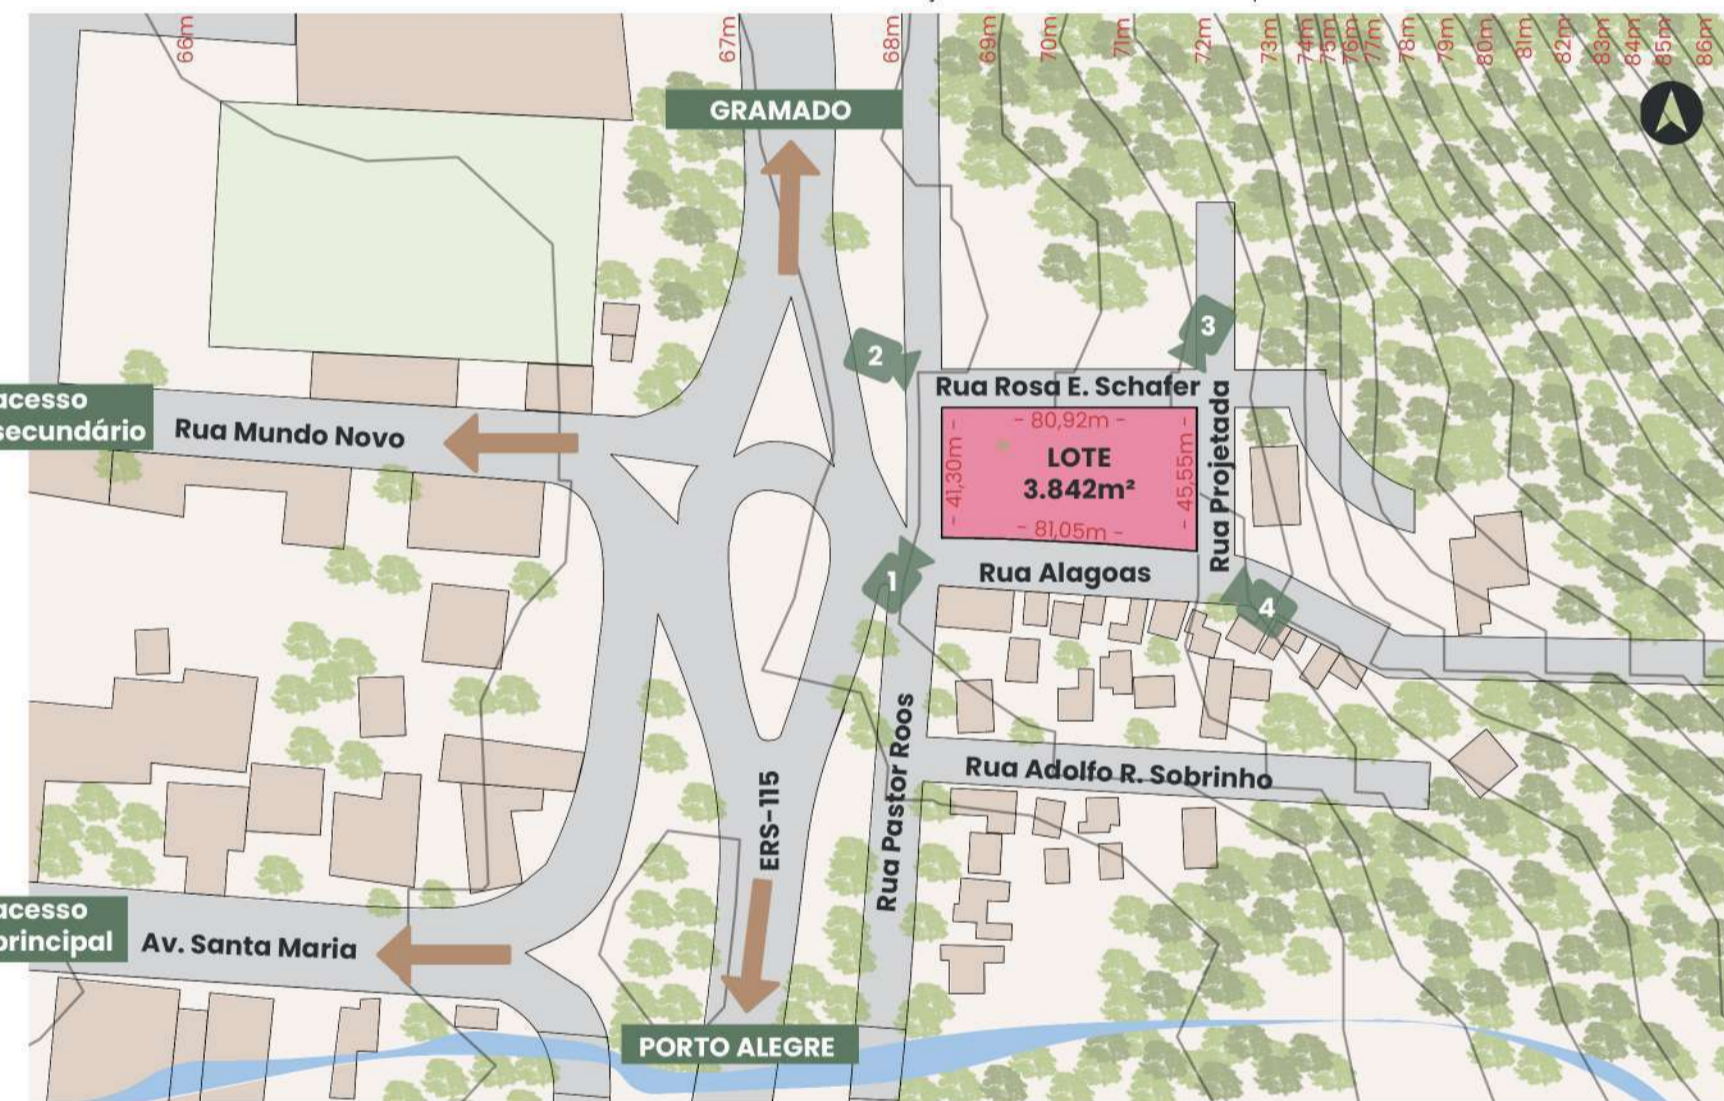 66m
67m
68m
69m
70m
71m
72m
73m
74m
75m
76m
77m
78m
79m
80m
81m
82m
83m
84m
85m
86m
GRAMADO
3
2
Rua Rosa E. Schafer
acesso
secundário
Rua Mundo Novo
- 80,92m -
LOTE
3.842m²
- 41,30m -
- 45,55m -
- 81,05m -
Rua Projetada
1
Rua Alagoas
4
Rua Pastor Roos
ERS-115
Rua Adolfo R. Sobrinho
acesso
principal
Av. Santa Maria
PORTO ALEGRE